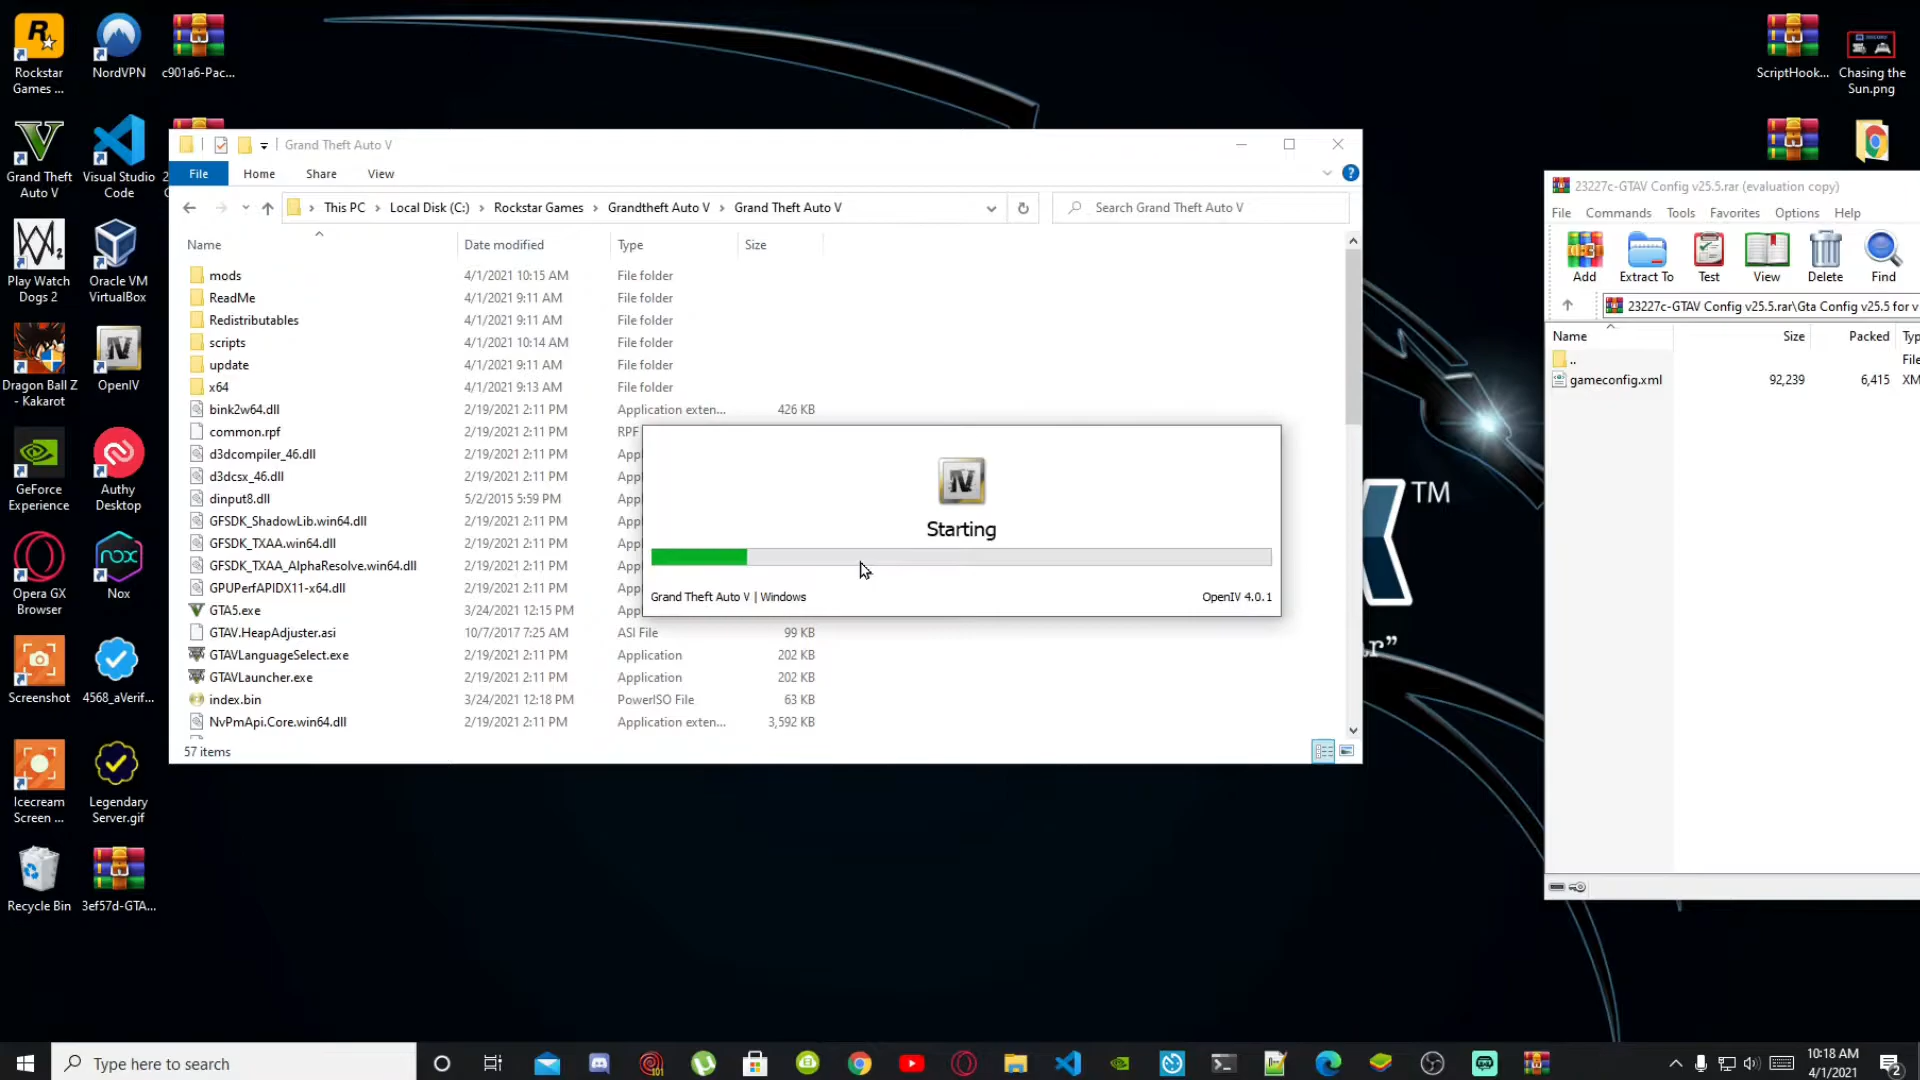 Rockstar
Games ...
NordVPN
c901a6-Pac...
ScriptHook...
Chasing the
Sun.png
Grand Theft
Auto V
Visual Studio
Code
Play Watch
Dogs 2
Oracle VM
VirtualBox
Dragon Ball Z
- Kakarot
OpenIV
GeForce
Experience
Authy
Desktop
Opera GX
Browser
Nox
Screenshot
4568_aVerif...
Icecream
Screen ...
Legendary
Server.gif
Recycle Bin
3ef57d-GTA...
Grand Theft Auto V
File
Home
Share
View
This PC
Local Disk (C:)
Rockstar Games
Grandtheft Auto V
Grand Theft Auto V
Search Grand Theft Auto V
Name
Date modified
Type
Size
mods 4/1/2021 10:15 AM File folder
ReadMe 4/1/2021 9:11 AM File folder
Redistributables 4/1/2021 9:11 AM File folder
scripts 4/1/2021 10:14 AM File folder
update 4/1/2021 9:11 AM File folder
x64 4/1/2021 9:13 AM File folder
bink2w64.dll 2/19/2021 2:11 PM Application exten... 426 KB
common.rpf 2/19/2021 2:11 PM RPF
d3dcompiler_46.dll 2/19/2021 2:11 PM App
d3dcsx_46.dll 2/19/2021 2:11 PM App
dinput8.dll 5/2/2015 5:59 PM App
GFSDK_ShadowLib.win64.dll 2/19/2021 2:11 PM App
GFSDK_TXAA.win64.dll 2/19/2021 2:11 PM App
GFSDK_TXAA_AlphaResolve.win64.dll 2/19/2021 2:11 PM App
GPUPerfAPIDX11-x64.dll 2/19/2021 2:11 PM App
GTA5.exe 3/24/2021 12:15 PM App
GTAV.HeapAdjuster.asi 10/7/2017 7:25 AM ASI File 99 KB
GTAVLanguageSelect.exe 2/19/2021 2:11 PM Application 202 KB
GTAVLauncher.exe 2/19/2021 2:11 PM Application 202 KB
index.bin 3/24/2021 12:18 PM PowerISO File 63 KB
NvPmApi.Core.win64.dll 2/19/2021 2:11 PM Application exten... 3,592 KB
57 items
Starting
Grand Theft Auto V | Windows
OpenIV 4.0.1
23227c-GTAV Config v25.5.rar (evaluation copy)
File Commands Tools Favorites Options Help
Add Extract To Test View Delete Find
23227c-GTAV Config v25.5.rar\Gta Config v25.5 for v
Name Size Packed Typ
.. File
gameconfig.xml 92,239 6,415 XM
TM
Type here to search
10:18 AM
4/1/2021
2